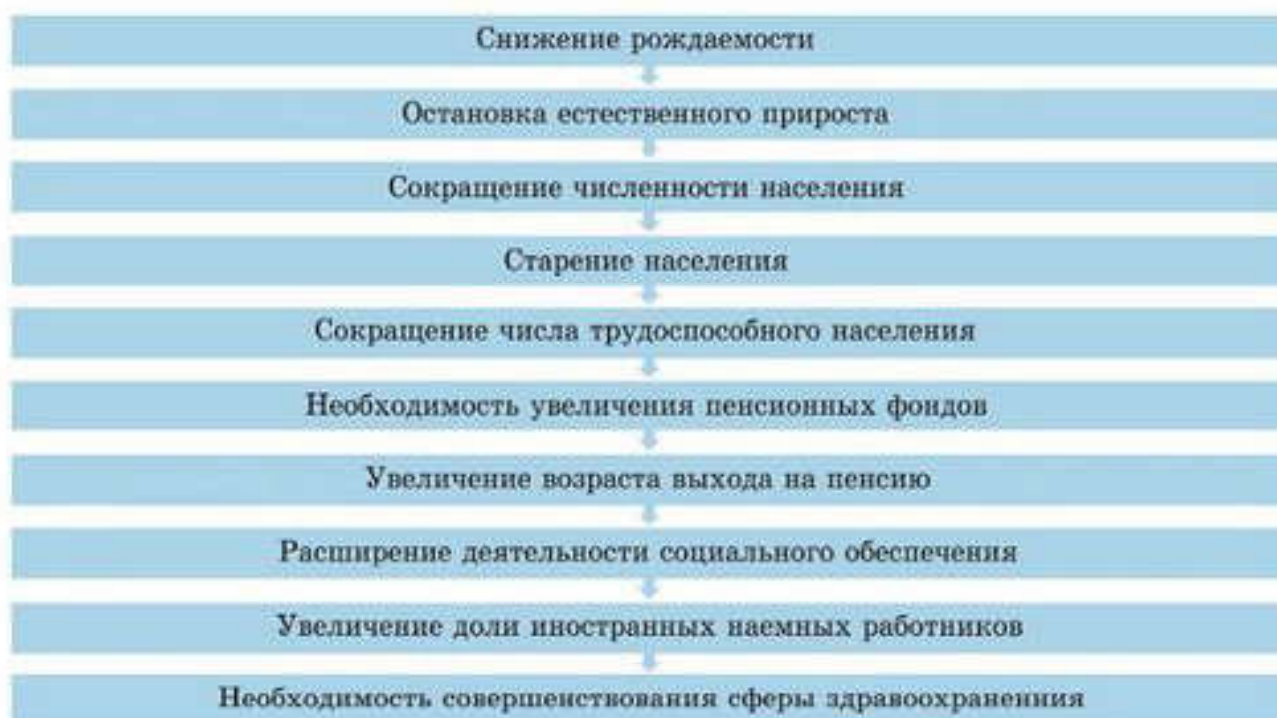 Снижение рождаемости
Остановка естественного прироста
Сокращение численности населения
Старение населения
Сокращение числа трудоспособного населения
Необходимость увеличения пенсионных фондов
Увеличение возраста выхода на пенсию
Расширение деятельности социального обеспечения
Увеличение доли иностранных наемных работников
Необходимость совершенствования сферы здравоохраненния